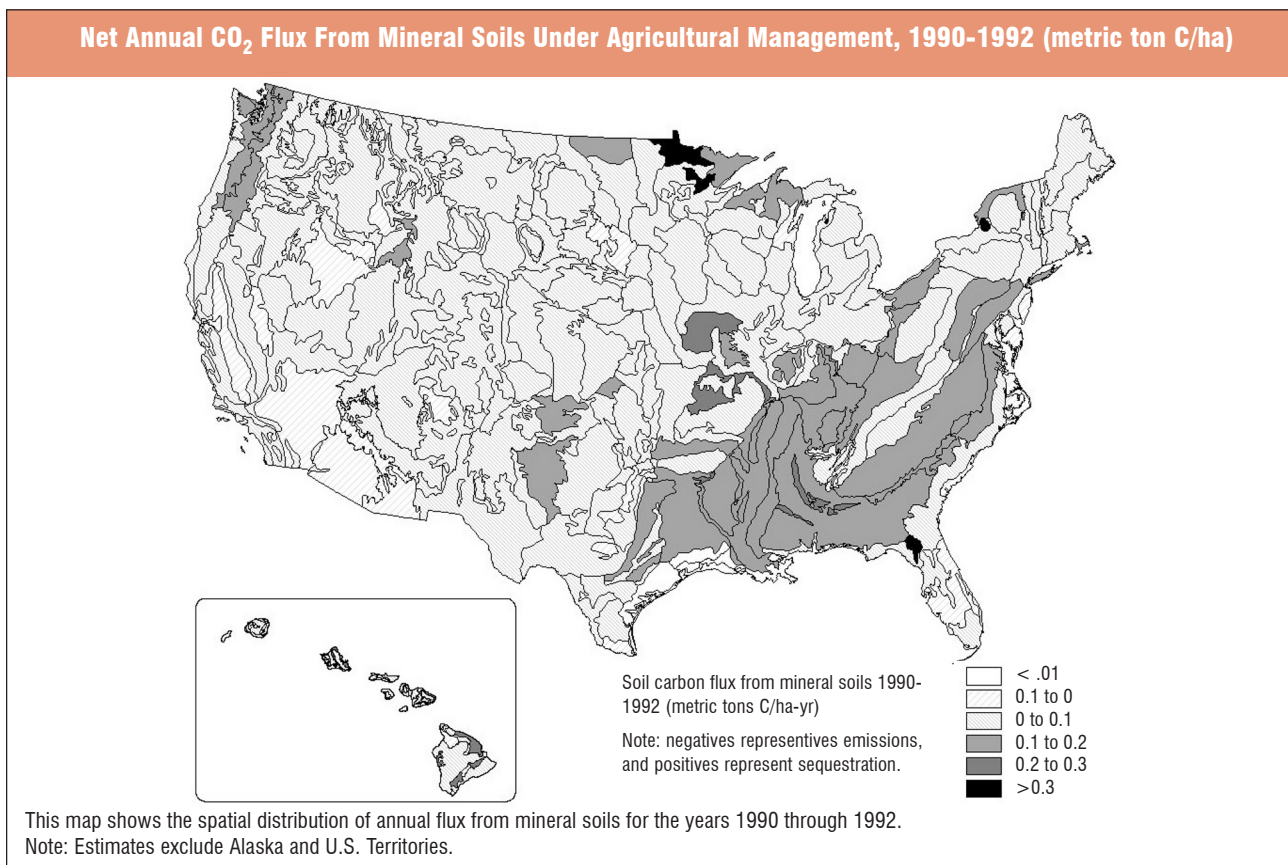 Net Annual CO₂ Flux From Mineral Soils Under Agricultural Management, 1990-1992 (metric ton C/ha)
Soil carbon flux from mineral soils 1990-
1992 (metric tons C/ha-yr)
Note: negatives representives emissions,
and positives represent sequestration.
< .01
0.1 to 0
0 to 0.1
0.1 to 0.2
0.2 to 0.3
>0.3
This map shows the spatial distribution of annual flux from mineral soils for the years 1990 through 1992.
Note: Estimates exclude Alaska and U.S. Territories.